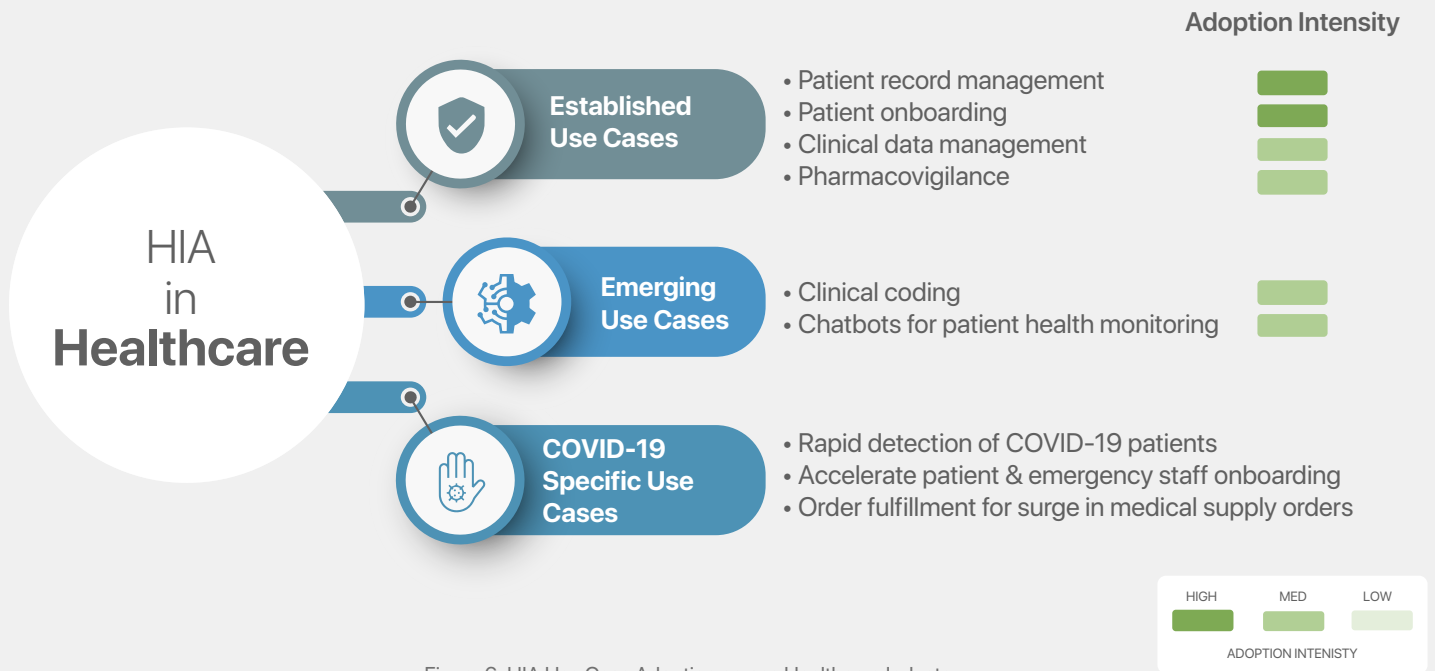 Adoption Intensity
HIA
in
Healthcare
Established
Use Cases
• Patient record management
• Patient onboarding
• Clinical data management
• Pharmacovigilance
Emerging
Use Cases
• Clinical coding
• Chatbots for patient health monitoring
COVID-19
Specific Use
Cases
• Rapid detection of COVID-19 patients
• Accelerate patient & emergency staff onboarding
• Order fulfillment for surge in medical supply orders
HIGH MED LOW
ADOPTION INTENISTY